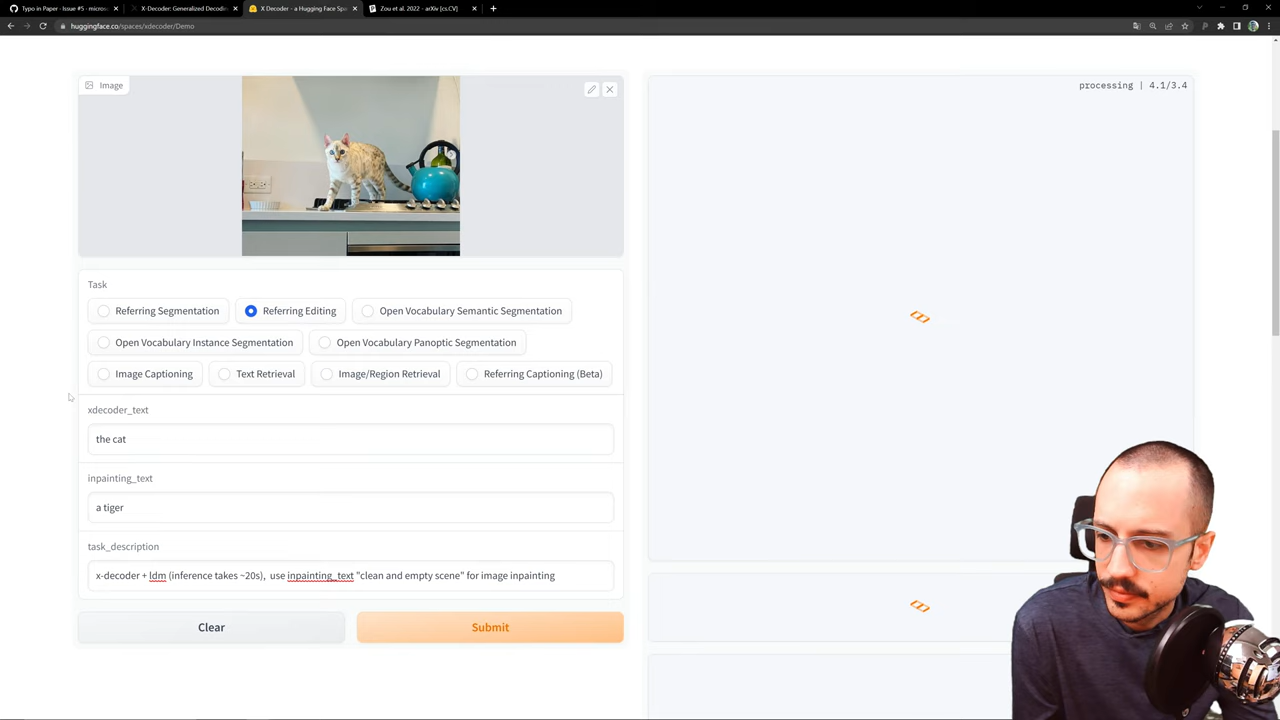 Typo in Paper · Issue #5 · micros
X-Decoder: Generalized Decodin
X Decoder - a Hugging Face Spa
Zou et al. 2022 - arXiv [cs.CV]
huggingface.co/spaces/xdecoder/Demo
Image
processing | 4.1/3.4
Task
Referring Segmentation
Referring Editing
Open Vocabulary Semantic Segmentation
Open Vocabulary Instance Segmentation
Open Vocabulary Panoptic Segmentation
Image Captioning
Text Retrieval
Image/Region Retrieval
Referring Captioning (Beta)
xdecoder_text
the cat
inpainting_text
a tiger
task_description
x-decoder + ldm (inference takes ~20s), use inpainting_text "clean and empty scene" for image inpainting
Clear
Submit